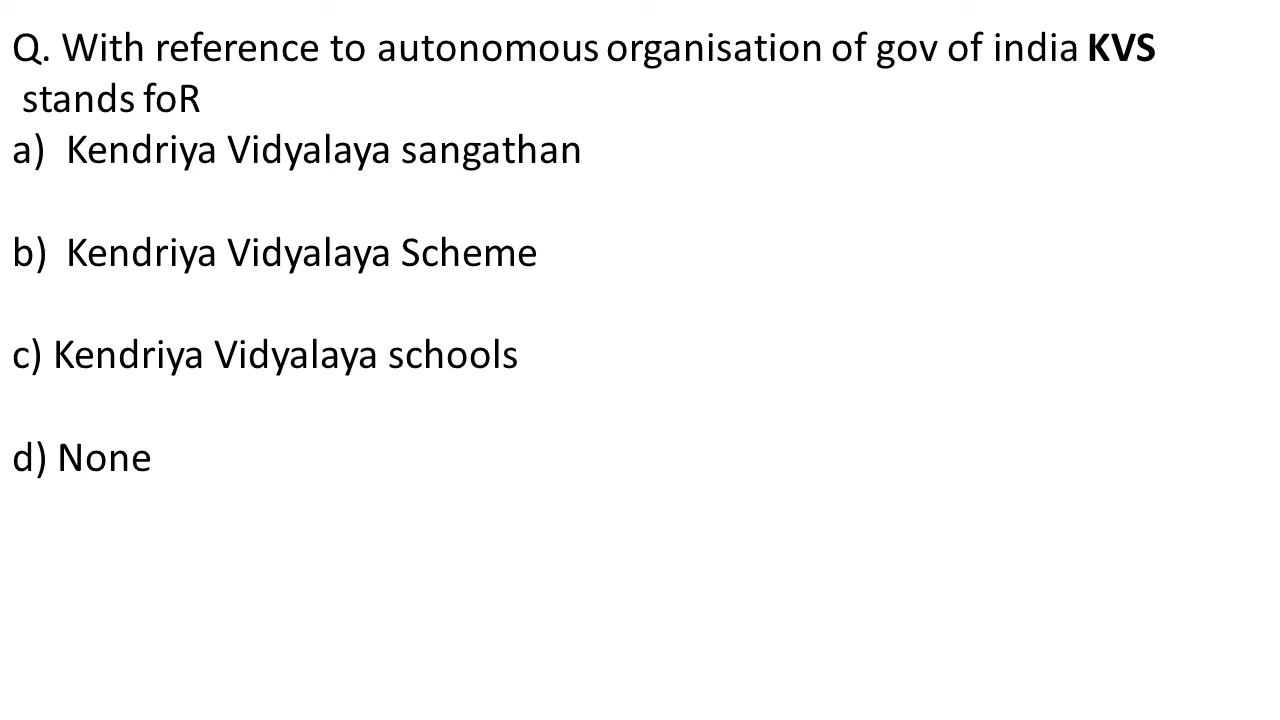 Q. With reference to autonomous organisation of gov of india KVS
stands foR
a) Kendriya Vidyalaya sangathan
b) Kendriya Vidyalaya Scheme
c) Kendriya Vidyalaya schools
d) None